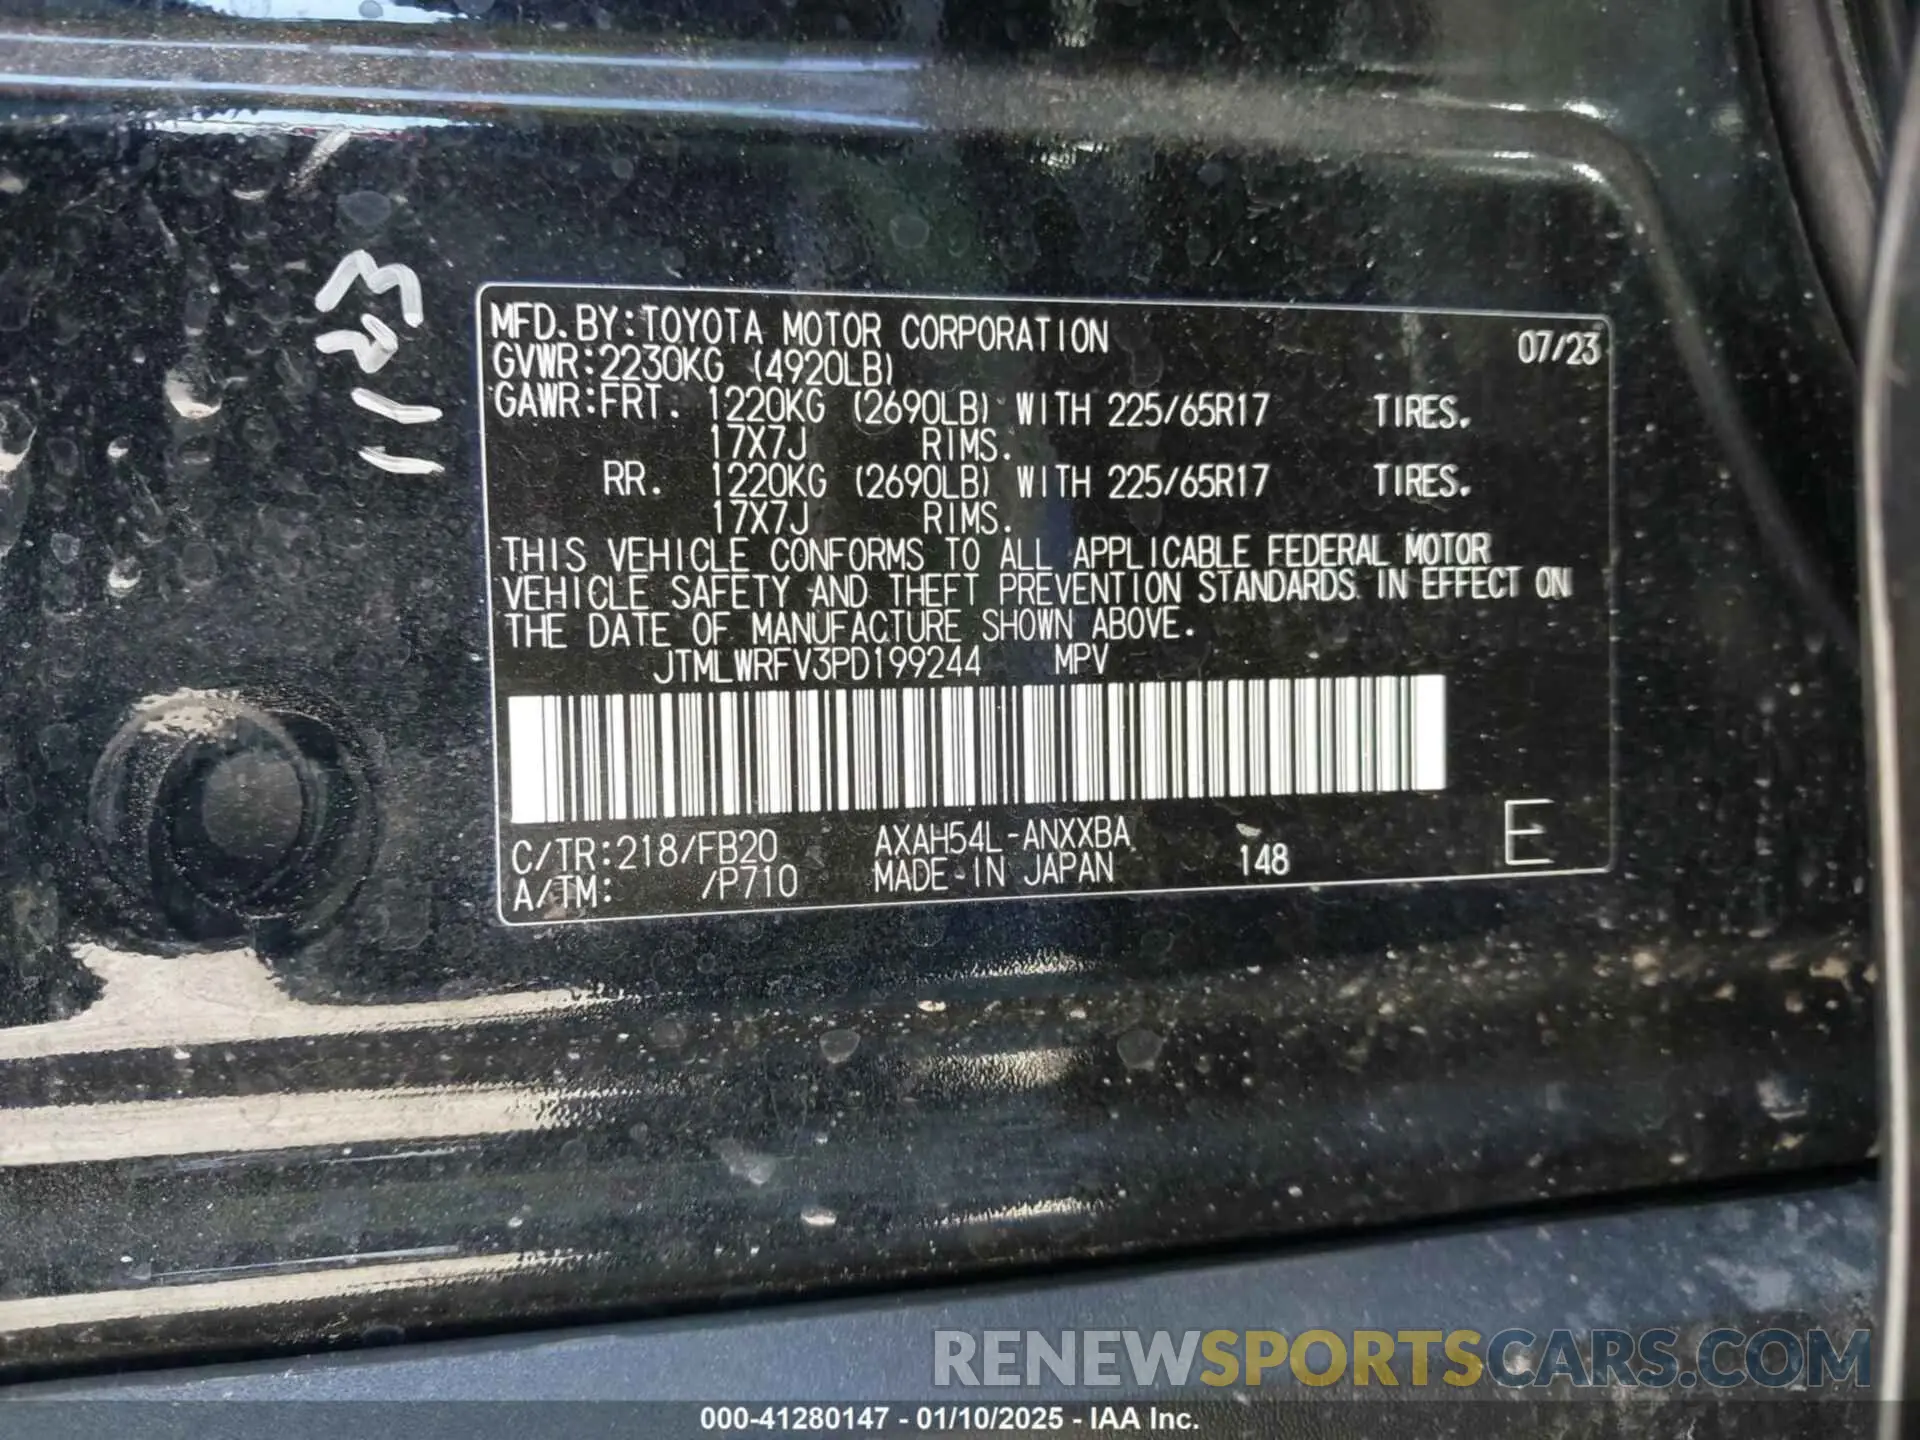 1123
MFD.BY:TOYOTA MOTOR CORPORATION 07/23
GVWR:2230KG (4920LB)
GAWR:FRT. 1220KG (2690LB) WITH 225/65R17 TIRES.
17X7J RIMS.
RR. 1220KG (2690LB) WITH 225/65R17 TIRES.
17X7J RIMS.
THIS VEHICLE CONFORMS TO ALL APPLICABLE FEDERAL MOTOR
VEHICLE SAFETY AND THEFT PREVENTION STANDARDS IN EFFECT ON
THE DATE OF MANUFACTURE SHOWN ABOVE.
JTMLWRFV3PD199244 MPV
C/TR:218/FB20 AXAH54L-ANXXBA
A/TM: /P710 MADE IN JAPAN 148 E
RENEWSPORTSCARS.COM
000-41280147 - 01/10/2025 - IAA Inc.